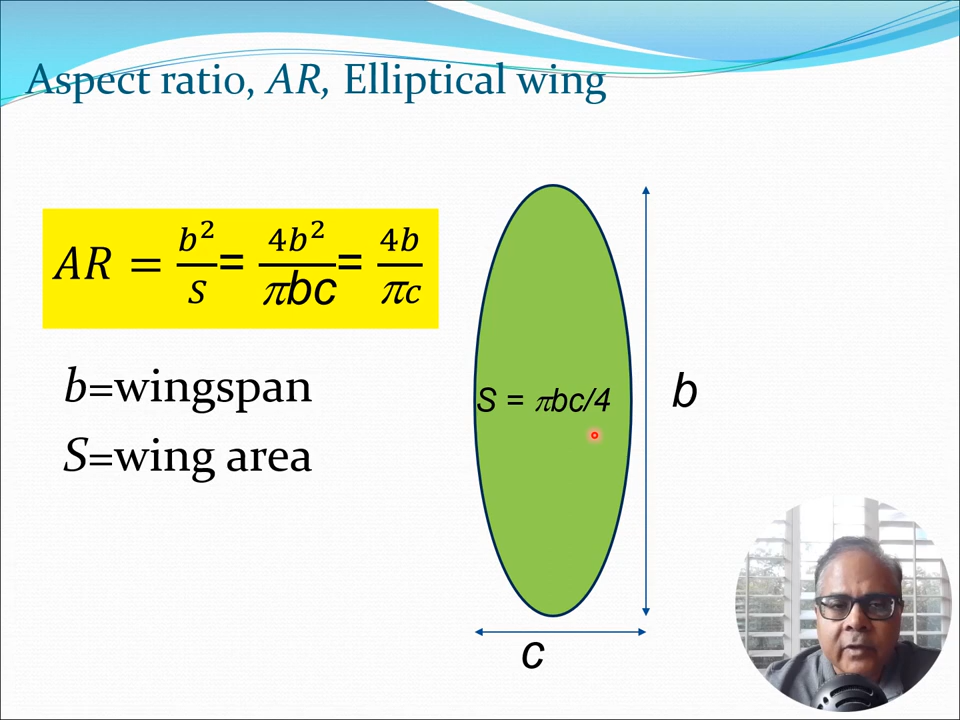 Aspect ratio, AR, Elliptical wing
AR = b²/S = 4b²/πbc = 4b/πc
b=wingspan
S=wing area
S = πbc/4
b
c